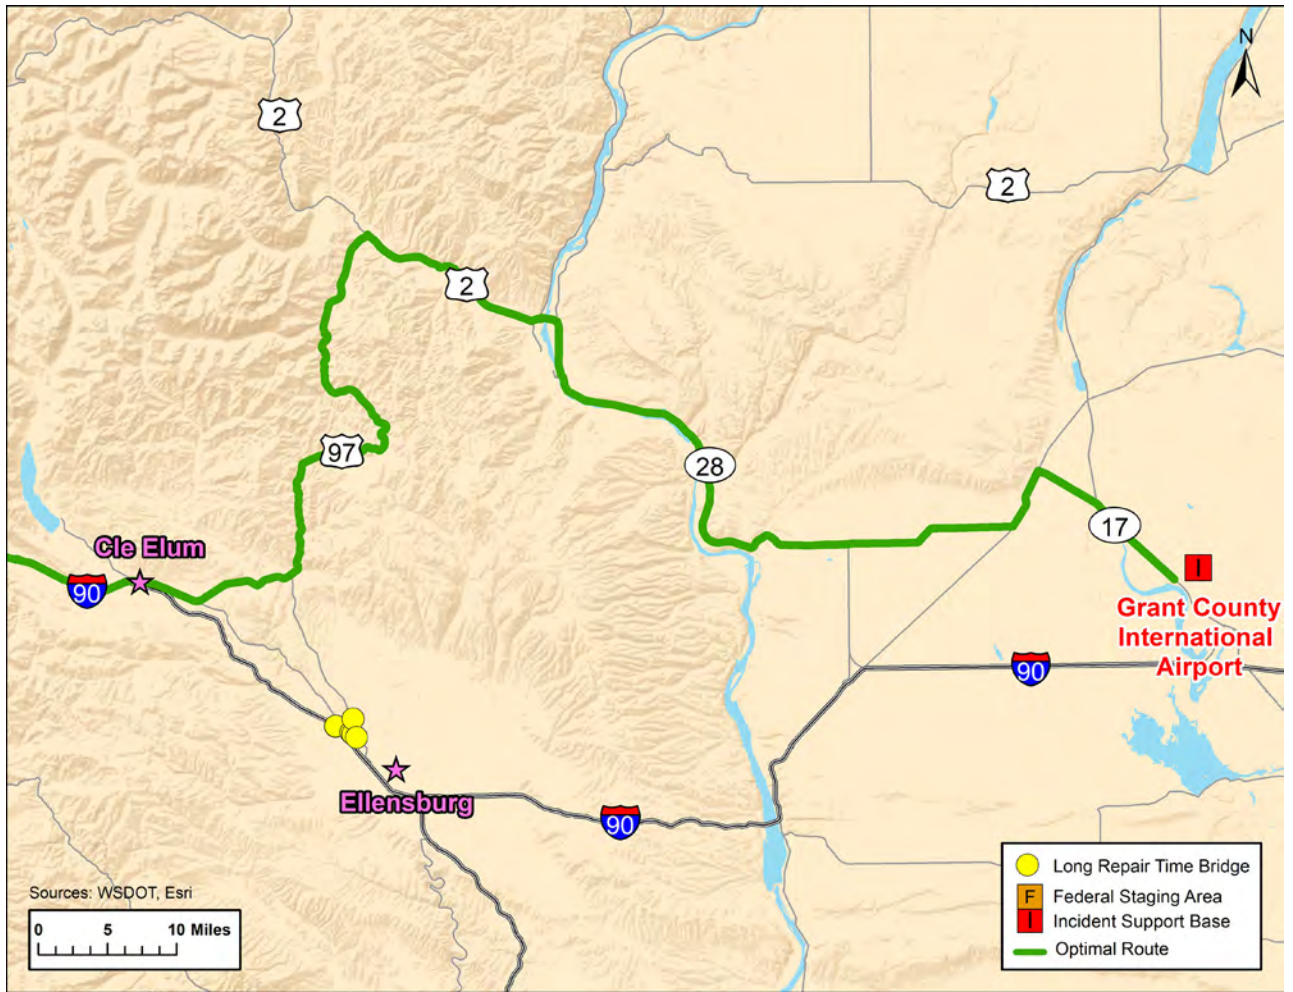 N
2
2
2
97
28
Cle Elum
17
90
I
Grant County
International
Airport
90
Ellensburg
90
Sources: WSDOT, Esri
0 5 10 Miles
Long Repair Time Bridge
F Federal Staging Area
I Incident Support Base
Optimal Route